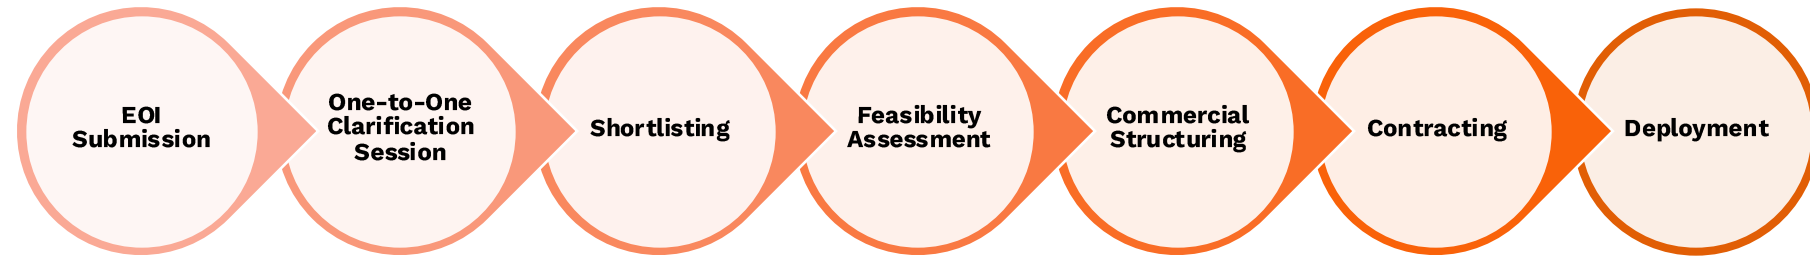 EOI
Submission
One-to-One
Clarification
Session
Shortlisting
Feasibility
Assessment
Commercial
Structuring
Contracting
Deployment